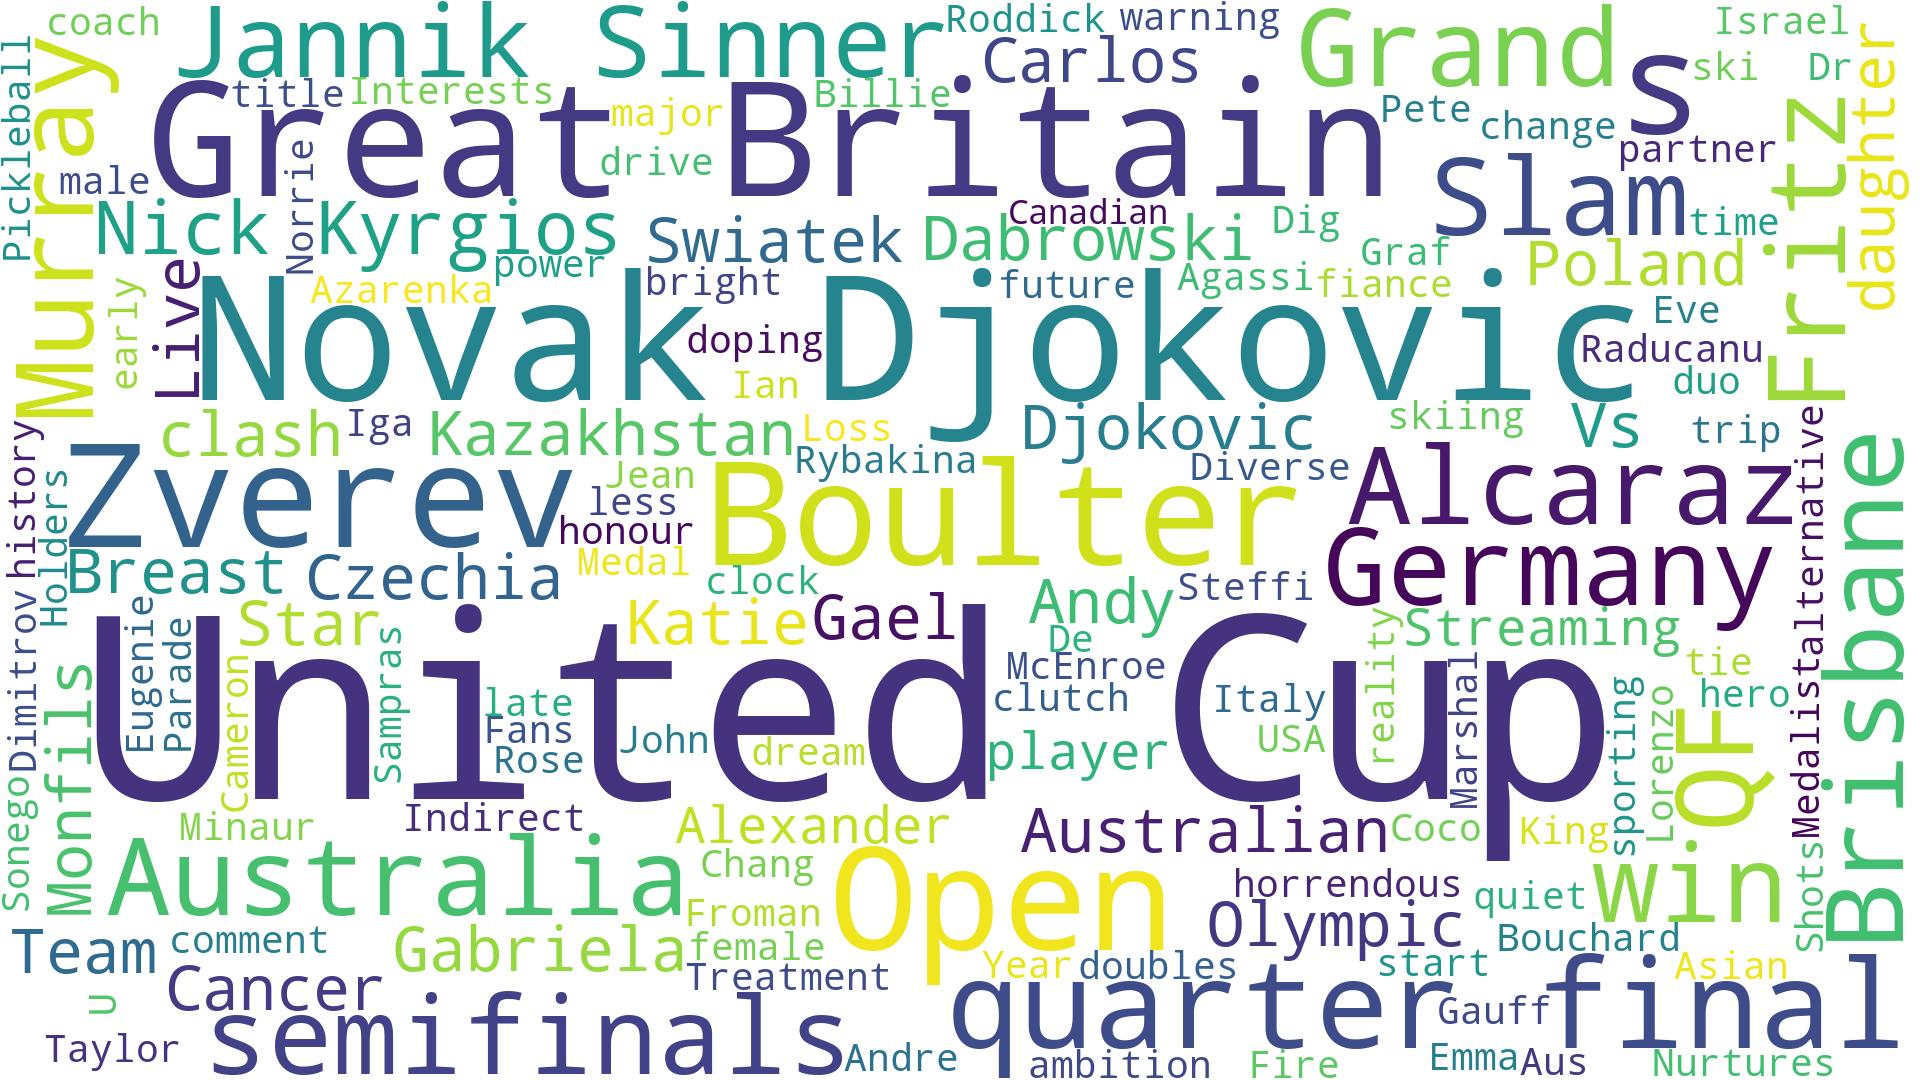 coach
Jannik Sinner
Roddick
warning
Carlos
Grand
Israel
s
ski
Dr
Pickleball
Murray
title
Interests
major
Billie
Pete
change
partner
daughter
Great Britain
drive
male
Norrie
Slam
Fritz
time
Nick Kyrgios
Swiatek
Canadian
Dabrowski
Dig
Graf
Poland
power
early
Live
Azarenka
bright
future
Agassi
fiance
Eve
Novak Djokovic
doping
Raducanu
Ian
duo
clash
Iga
Kazakhstan
Loss
Djokovic
skiing
Vs
trip
history
Holders
Zverev
Jean
Rybakina
Diverse
Boulter
Alcaraz
alternative
Brisbane
less
honour
Breast
Czechia
Medal
clock
Andy
Steffi
Germany
Dimitrov
Eugenie
Parade
Star
Sampras
Katie
Gael
De
Streaming
reality
Cameron
McEnroe
Marshal
tie
hero
United Cup
late
clutch
Italy
sporting
Lorenzo
QF
Medalist
Fans
Rose
John
dream
player
USA
Monfils
Sonego
Minaur
Indirect
Alexander
Australian
Coco
King
Shots
Australia
Chang
Open
horrendous
quiet
win
Froman
Olympic
Team
comment
Gabriela
female
Bouchard
Cancer
Treatment
Year
doubles
start
Asian
U
semifinals
quarter final
Gauff
Taylor
Andre
ambition
Fire
Emma
Aus
Nurtures